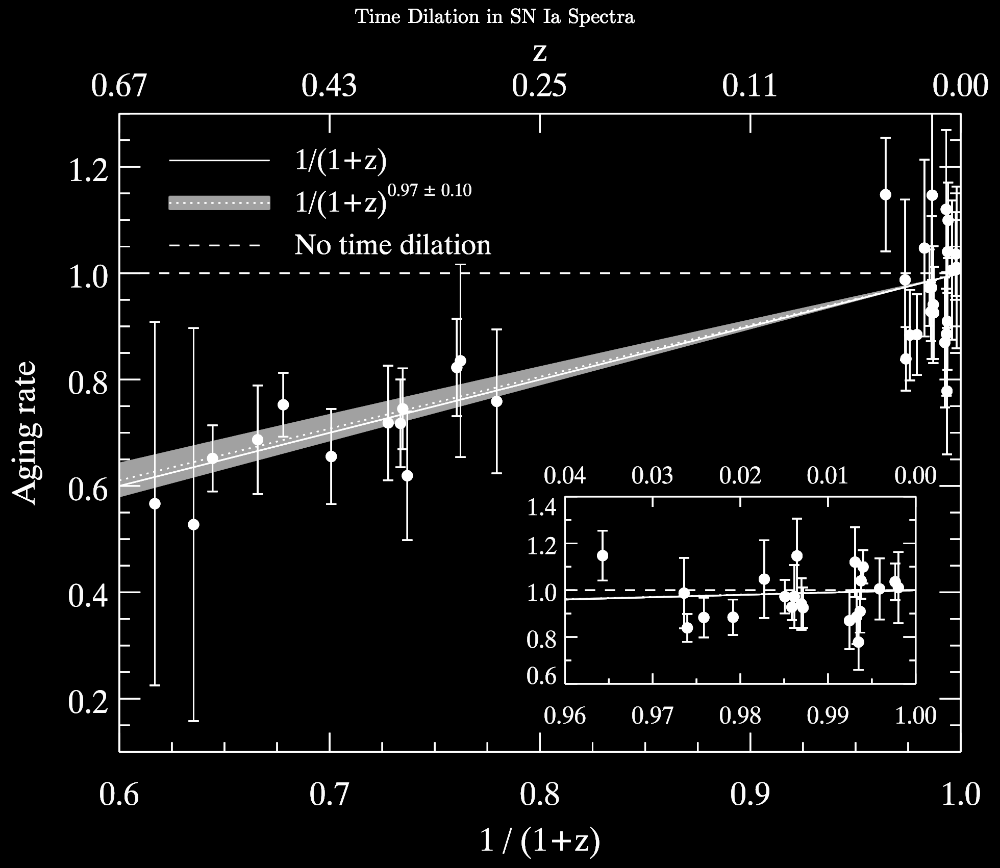 Time Dilation in SN Ia Spectra
z
0.67 0.43 0.25 0.11 0.00
1/(1+z)
1/(1+z)^0.97 ± 0.10
No time dilation
1.2
1.0
0.8
0.6
0.4
0.2
Aging rate
0.04 0.03 0.02 0.01 0.00
1.4
1.2
1.0
0.8
0.6
0.96 0.97 0.98 0.99 1.00
0.6 0.7 0.8 0.9 1.0
1 / (1+z)